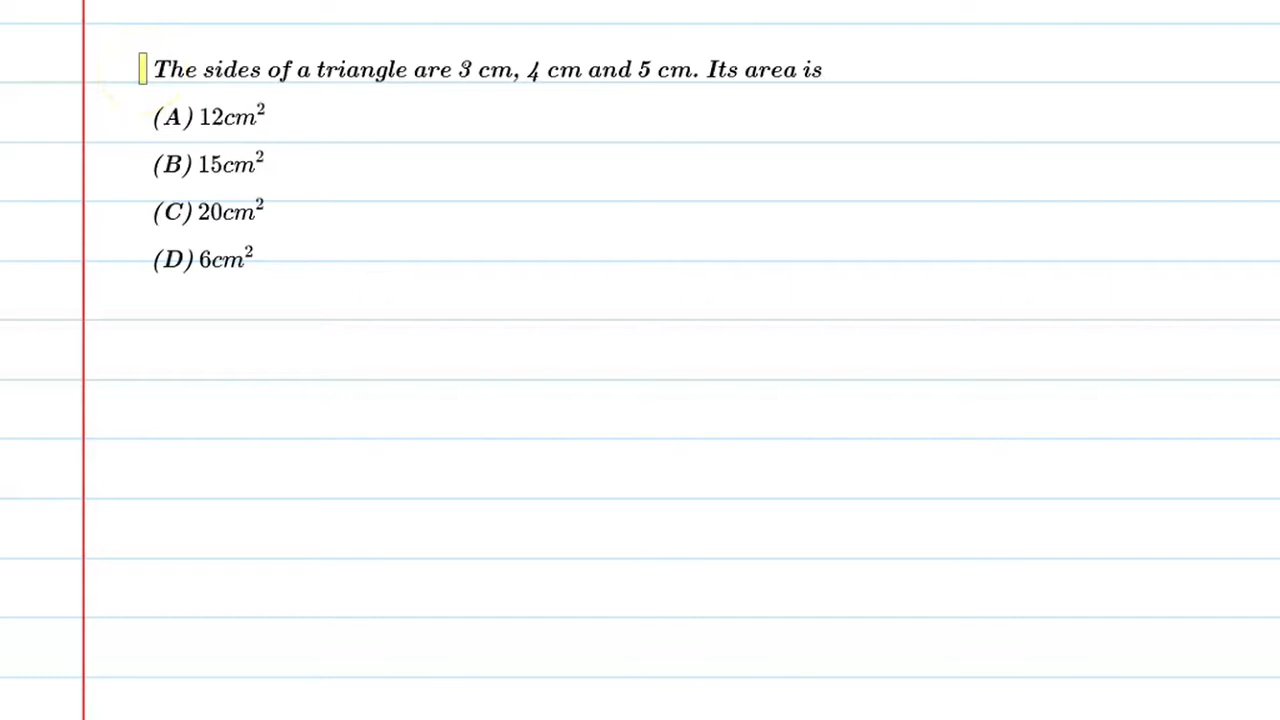 The sides of a triangle are 3 cm, 4 cm and 5 cm. Its area is
(A) 12cm²
(B) 15cm²
(C) 20cm²
(D) 6cm²